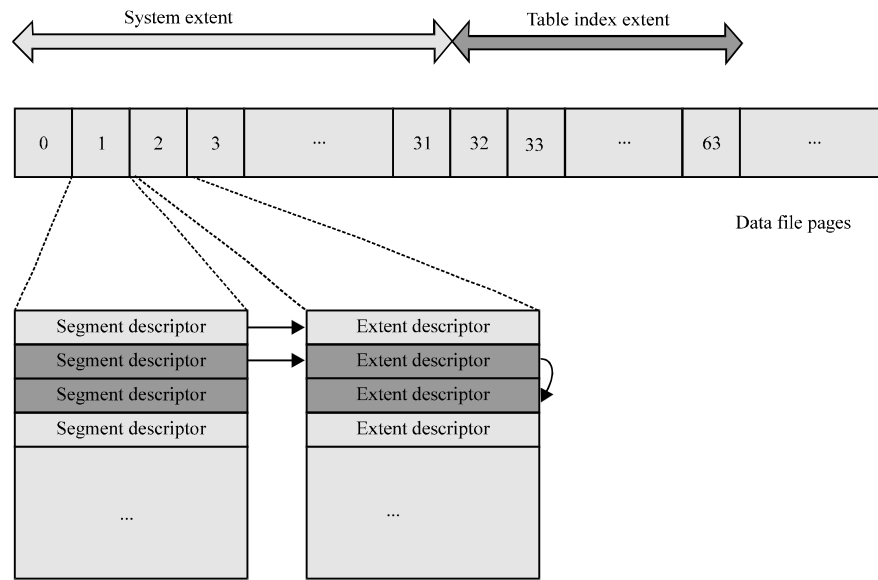 System extent
Table index extent
0 1 2 3 ... 31 32 33 ... 63 ...
Data file pages
Segment descriptor
Segment descriptor
Segment descriptor
Segment descriptor
...
Extent descriptor
Extent descriptor
Extent descriptor
Extent descriptor
...